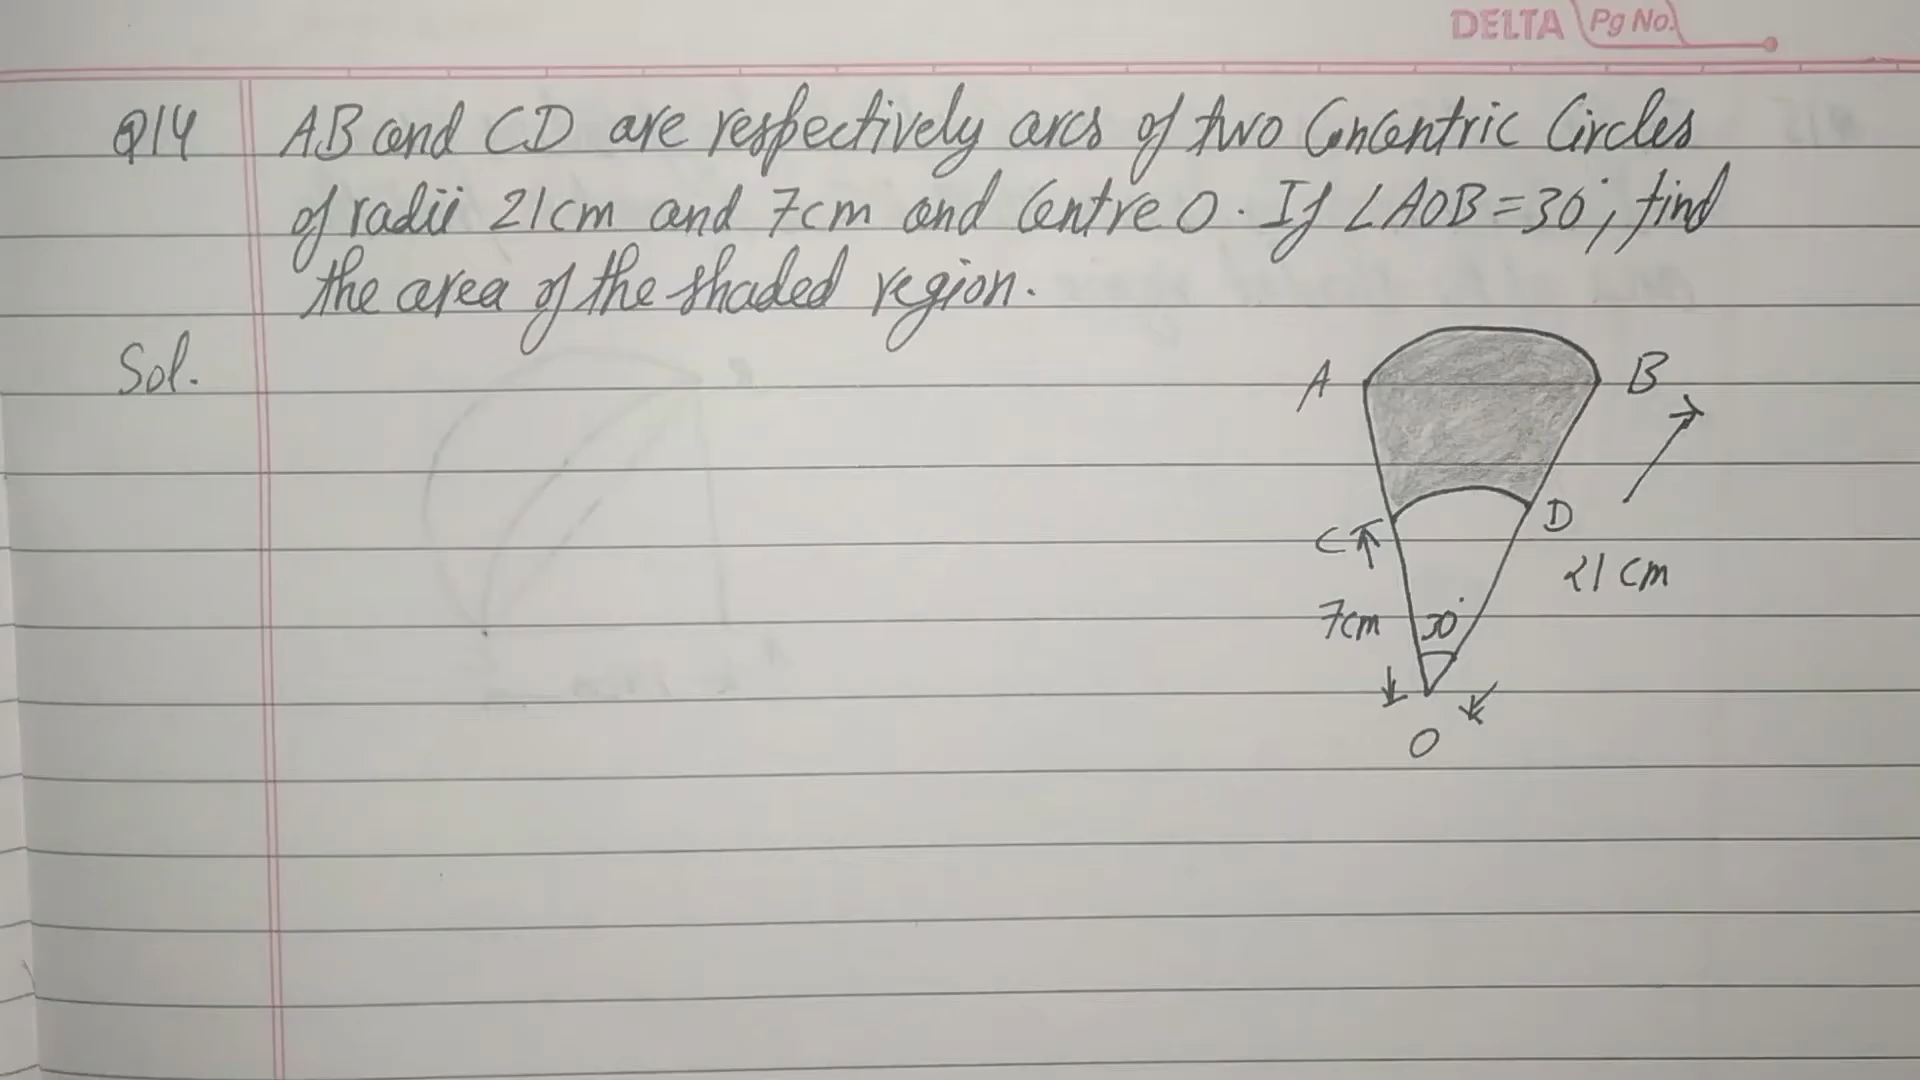 DELTA Pg No.
Q14 AB and CD are respectively arcs of two Concentric Circles
of radii 21cm and 7cm and Centre O. If ∠AOB = 30°, find
the area of the shaded region.
Sol.
A B
C D
21 cm
7cm 30°
O